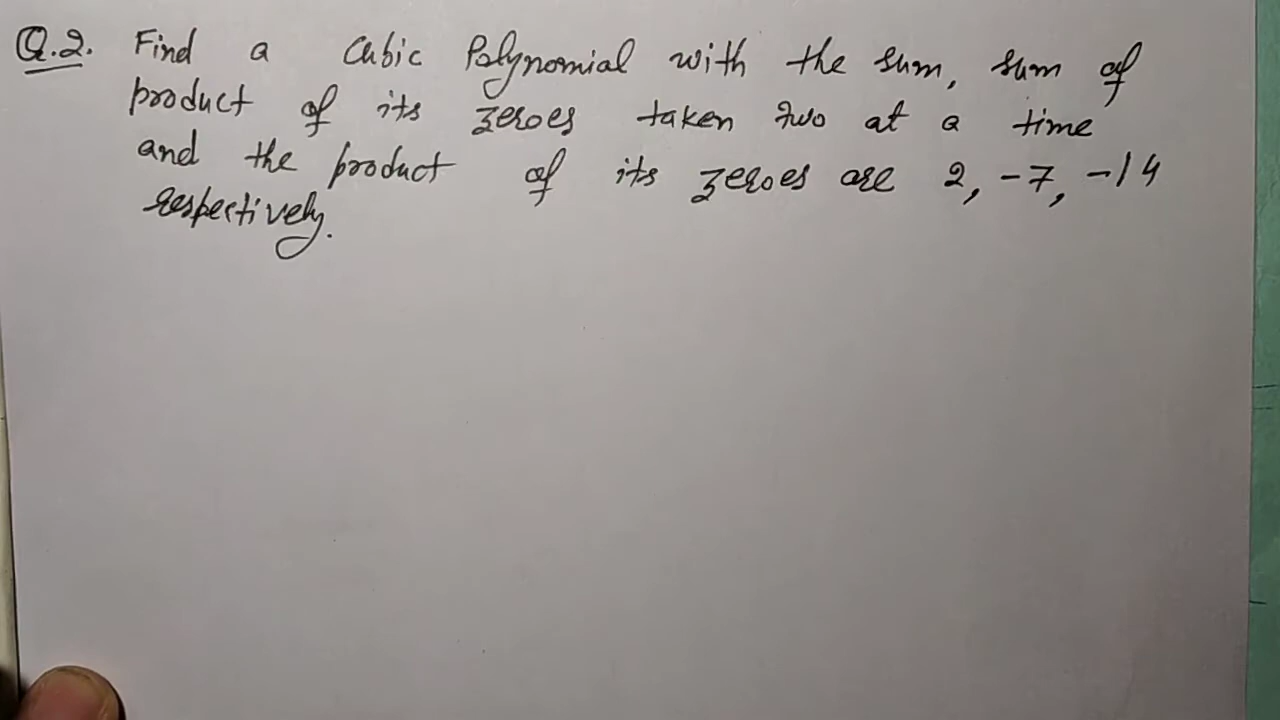 Q.2. Find a Cubic Polynomial with the sum, sum of
product of its zeroes taken two at a time
and the product of its zeroes are 2, -7, -14
respectively.